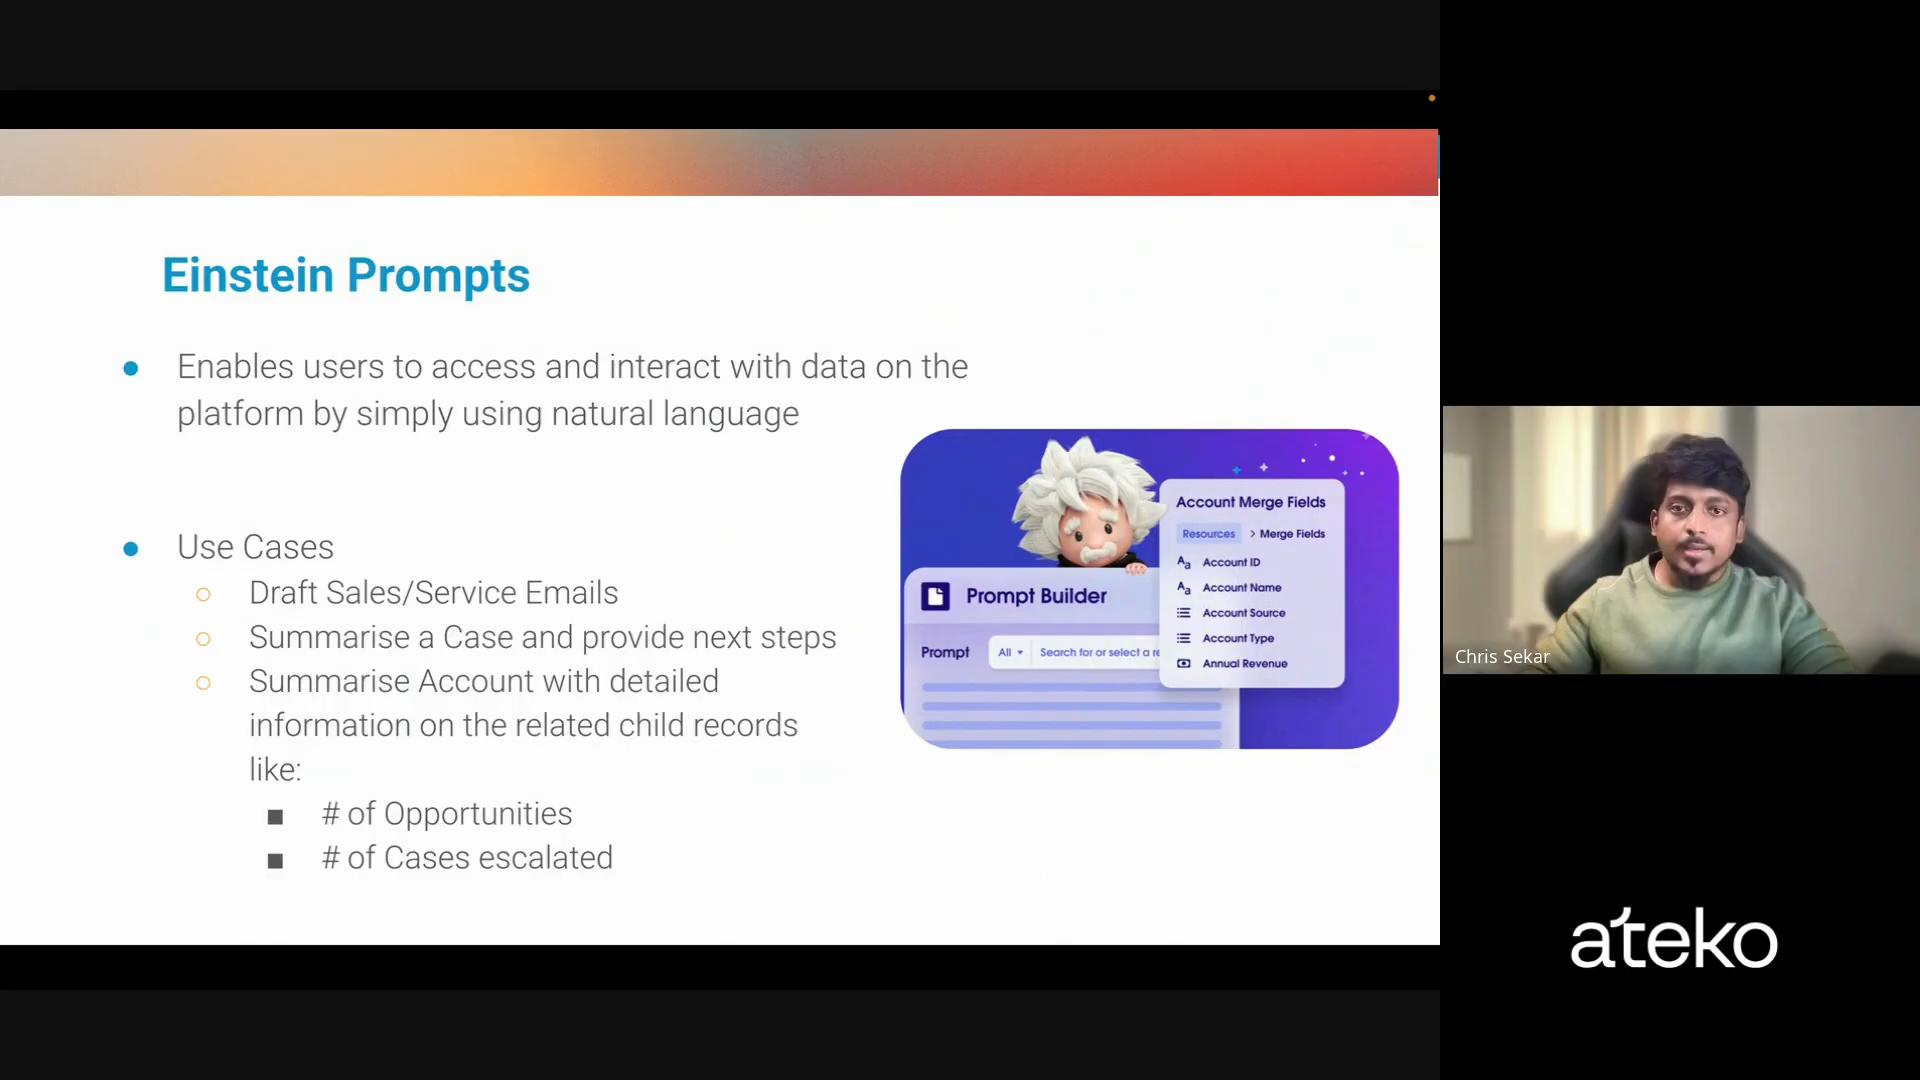 Einstein Prompts
Enables users to access and interact with data on the
platform by simply using natural language
Use Cases
Draft Sales/Service Emails
Summarise a Case and provide next steps
Summarise Account with detailed
information on the related child records
like:
# of Opportunities
# of Cases escalated
Prompt Builder
Prompt
All
Search for or select a re
Account Merge Fields
Resources > Merge Fields
Account ID
Account Name
Account Source
Account Type
Annual Revenue
Chris Sekar
ateko